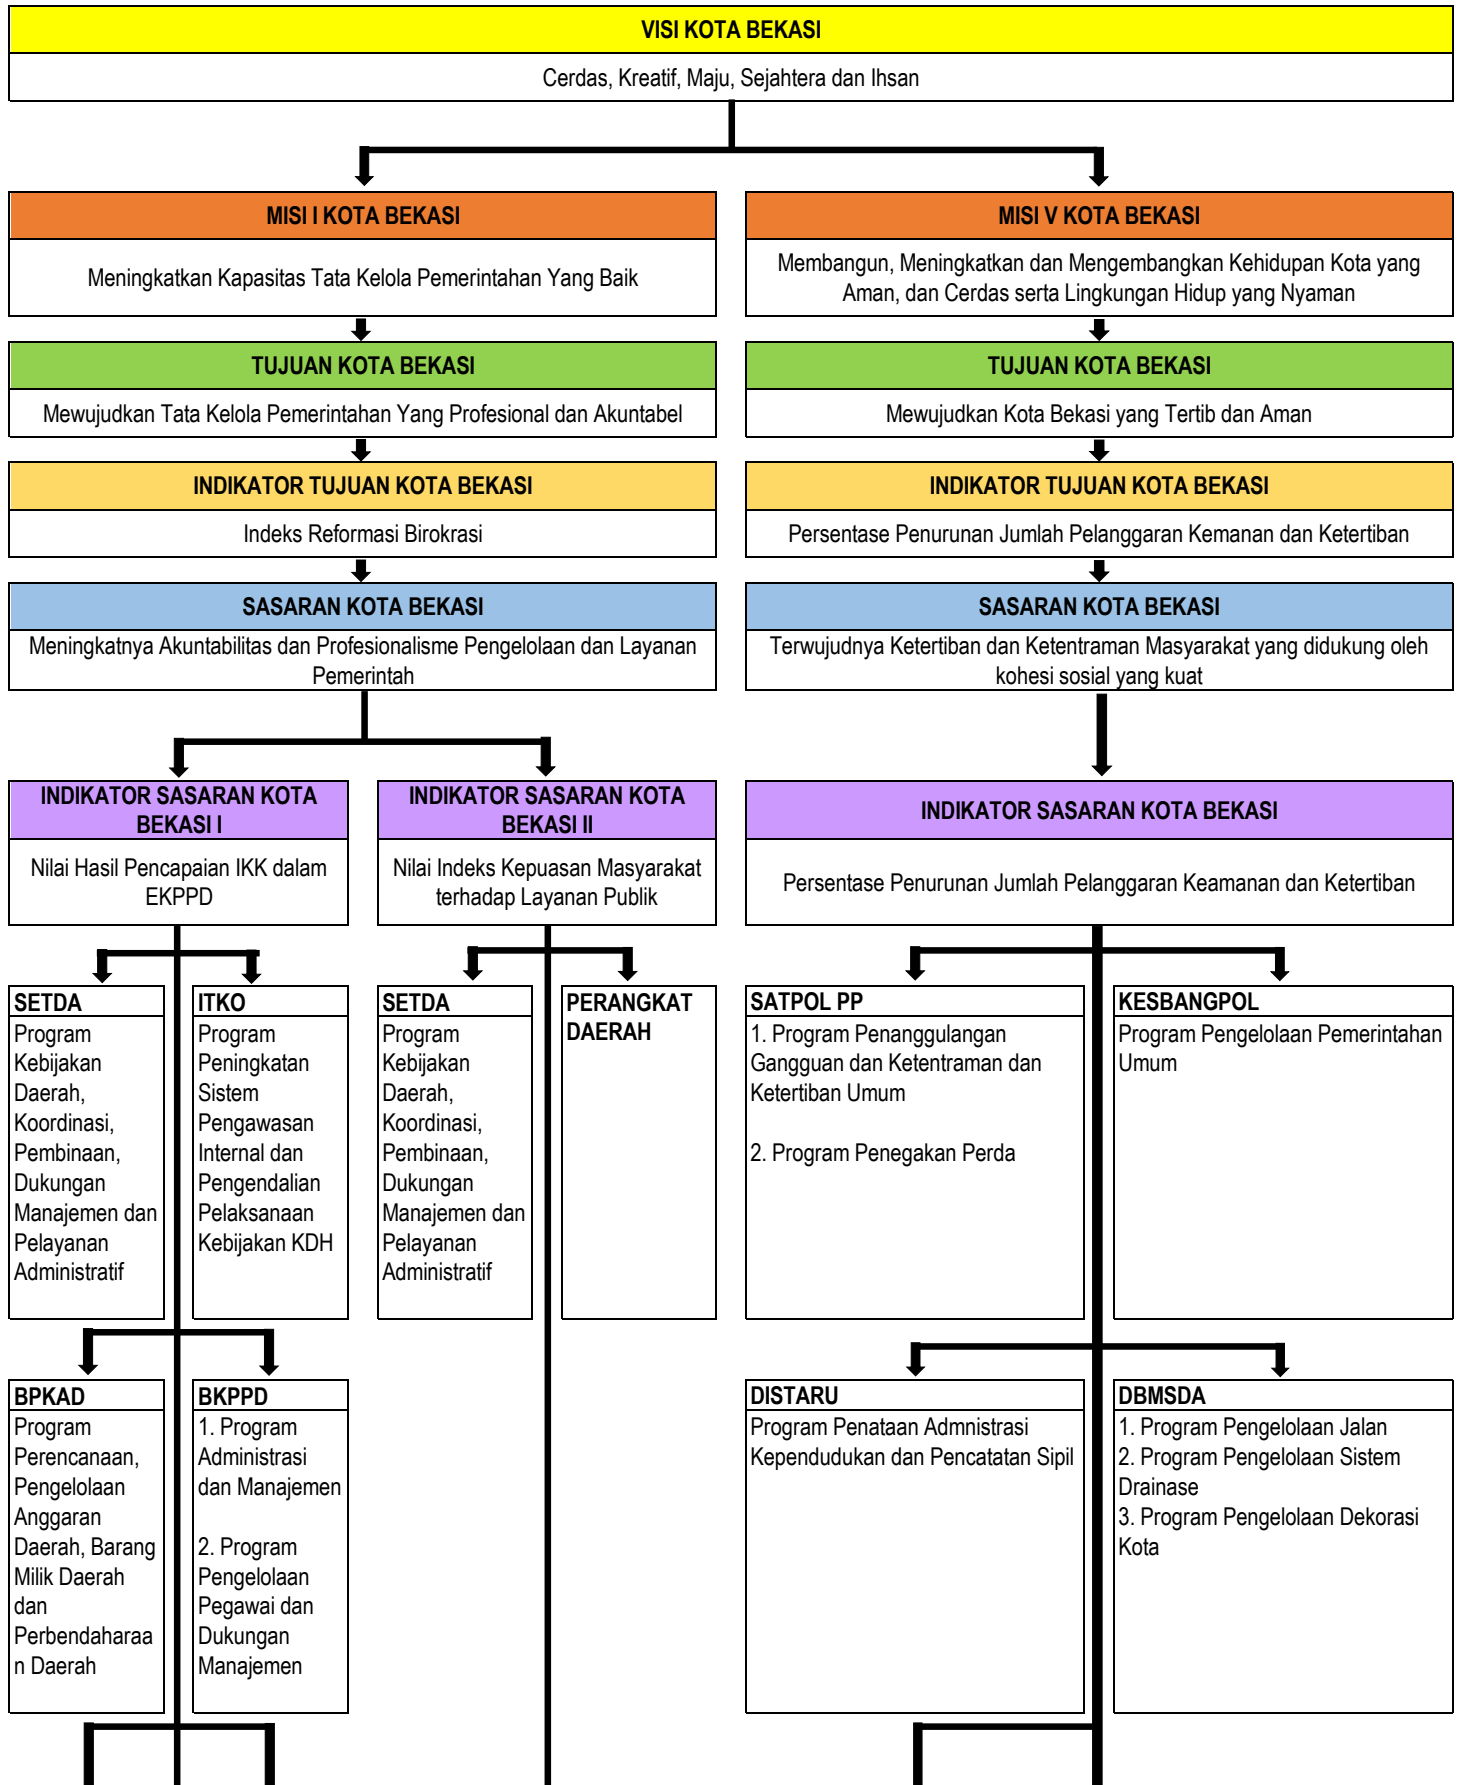 VISI KOTA BEKASI
Cerdas, Kreatif, Maju, Sejahtera dan Ihsan
MISI I KOTA BEKASI
Meningkatkan Kapasitas Tata Kelola Pemerintahan Yang Baik
TUJUAN KOTA BEKASI
Mewujudkan Tata Kelola Pemerintahan Yang Profesional dan Akuntabel
INDIKATOR TUJUAN KOTA BEKASI
Indeks Reformasi Birokrasi
SASARAN KOTA BEKASI
Meningkatnya Akuntabilitas dan Profesionalisme Pengelolaan dan Layanan
Pemerintah
MISI V KOTA BEKASI
Membangun, Meningkatkan dan Mengembangkan Kehidupan Kota yang
Aman, dan Cerdas serta Lingkungan Hidup yang Nyaman
TUJUAN KOTA BEKASI
Mewujudkan Kota Bekasi yang Tertib dan Aman
INDIKATOR TUJUAN KOTA BEKASI
Persentase Penurunan Jumlah Pelanggaran Kemanan dan Ketertiban
SASARAN KOTA BEKASI
Terwujudnya Ketertiban dan Ketentraman Masyarakat yang didukung oleh
kohesi sosial yang kuat
INDIKATOR SASARAN KOTA
BEKASI I
Nilai Hasil Pencapaian IKK dalam
EKPPD
INDIKATOR SASARAN KOTA
BEKASI II
Nilai Indeks Kepuasan Masyarakat
terhadap Layanan Publik
INDIKATOR SASARAN KOTA BEKASI
Persentase Penurunan Jumlah Pelanggaran Keamanan dan Ketertiban
SETDA
Program
Kebijakan
Daerah,
Koordinasi,
Pembinaan,
Dukungan
Manajemen dan
Pelayanan
Administratif
ITKO
Program
Peningkatan
Sistem
Pengawasan
Internal dan
Pengendalian
Pelaksanaan
Kebijakan KDH
SETDA
Program
Kebijakan
Daerah,
Koordinasi,
Pembinaan,
Dukungan
Manajemen dan
Pelayanan
Administratif
PERANGKAT
DAERAH
SATPOL PP
1. Program Penanggulangan
Gangguan dan Ketentraman dan
Ketertiban Umum
2. Program Penegakan Perda
KESBANGPOL
Program Pengelolaan Pemerintahan
Umum
BPKAD
Program
Perencanaan,
Pengelolaan
Anggaran
Daerah, Barang
Milik Daerah
dan
Perbendaharaa
n Daerah
BKPPD
1. Program
Administrasi
dan Manajemen
2. Program
Pengelolaan
Pegawai dan
Dukungan
Manajemen
DISTARU
Program Penataan Admnistrasi
Kependudukan dan Pencatatan Sipil
DBMSDA
1. Program Pengelolaan Jalan
2. Program Pengelolaan Sistem
Drainase
3. Program Pengelolaan Dekorasi
Kota